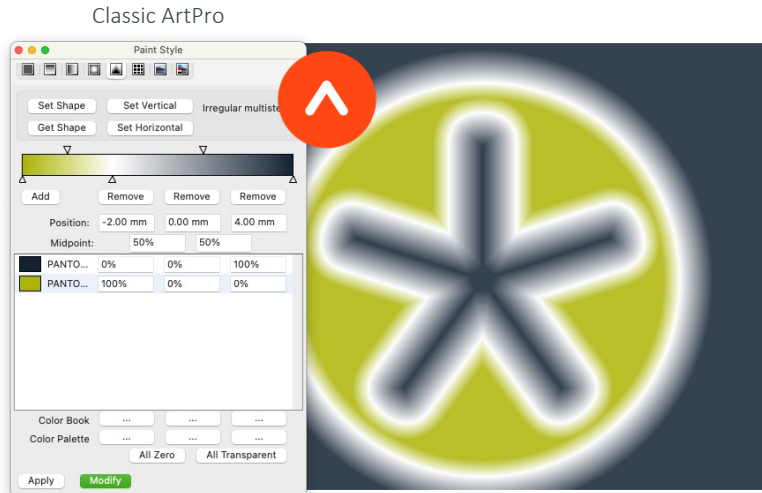 Classic ArtPro
Paint Style
Set Shape Set Vertical Irregular
Get Shape Set Horizontal
Add Remove Remove Remove
Position: -2.00 mm 0.00 mm 4.00 mm
Midpoint: 50% 50%
PANTO... 0% 0% 100%
PANTO... 100% 0% 0%
Color Book ... ... ...
Color Palette ... ... ...
All Zero All Transparent
Apply Modify